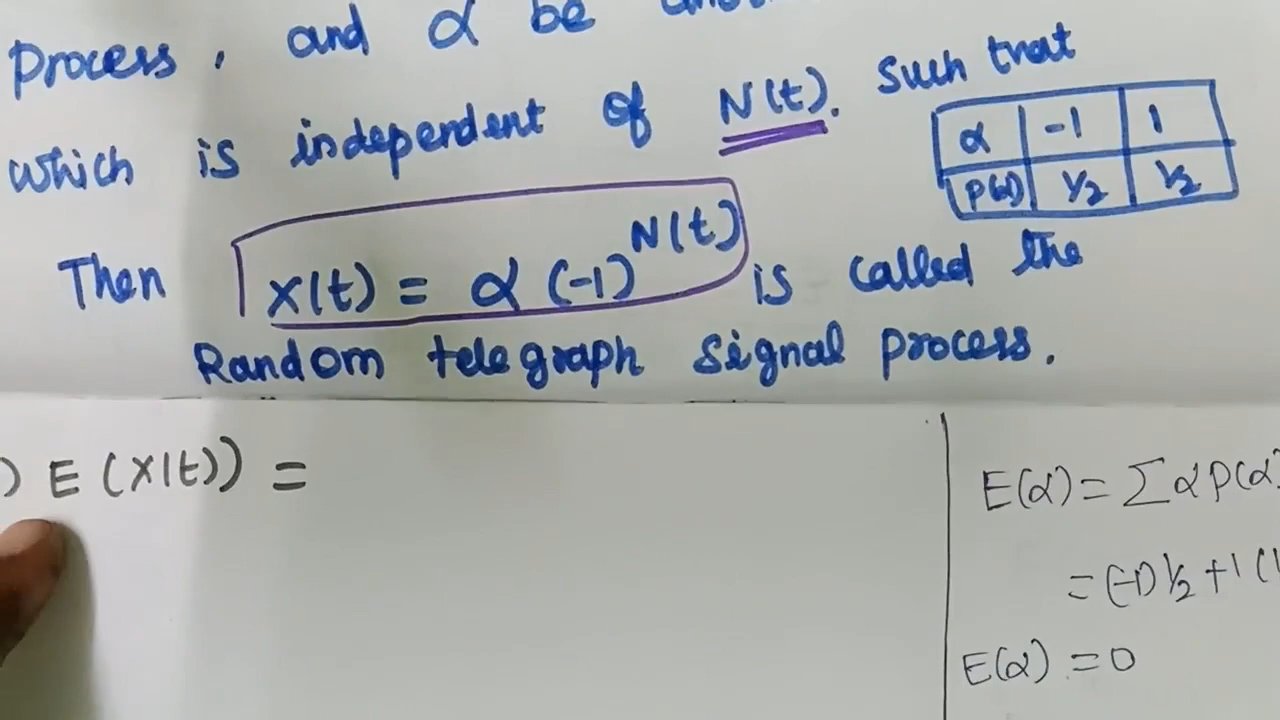 process, and α be
which is independent of N(t). Such that
α -1 1
P(α) 1/2 1/2
Then X(t) = α (-1)^N(t) is called the
Random telegraph Signal process.
) E(X(t)) =
E(α) = Σ α P(α)
= (-1) 1/2 + 1 (1
E(α) = 0